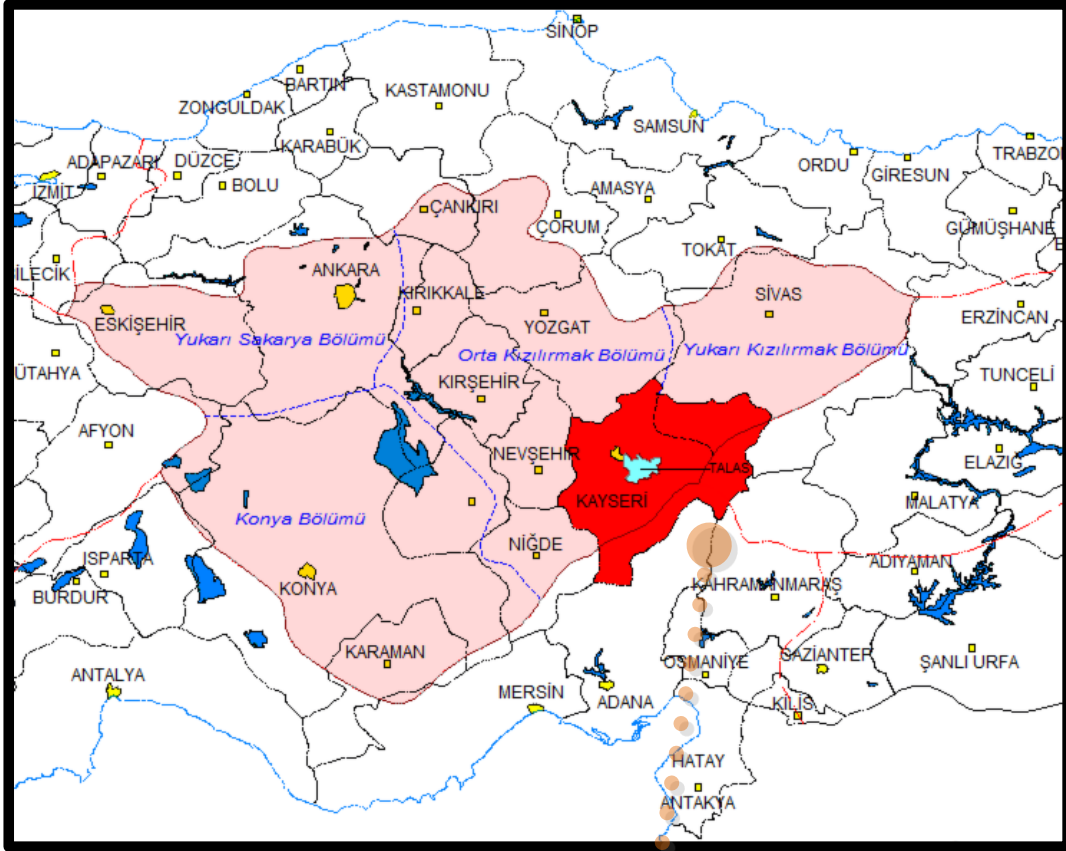 SİNOP
BARTIN
KASTAMONU
ZONGULDAK
SAMSUN
KARABÜK
ORDU
TRABZO
ADAPAZARI
DÜZCE
GİRESUN
İZMİT
BOLU
AMASYA
ÇANKIRI
ÇORUM
GÜMÜŞHANE
TOKAT
BİLECİK
ANKARA
KIRIKKALE
SİVAS
ESKİŞEHİR
YOZGAT
ERZİNCAN
Yukarı Sakarya Bölümü
Orta Kızılırmak Bölümü
Yukarı Kızılırmak Bölümü
ÜTAHYA
KIRŞEHİR
TUNCELİ
AFYON
NEVŞEHİR
TALAS
ELAZIĞ
KAYSERİ
MALATYA
Konya Bölümü
NİĞDE
ISPARTA
ADIYAMAN
BURDUR
KONYA
KAHRAMANMARAŞ
KARAMAN
OSMANİYE
GAZİANTEP
ŞANLI URFA
ANTALYA
MERSİN
ADANA
KİLİS
HATAY
ANTAKYA